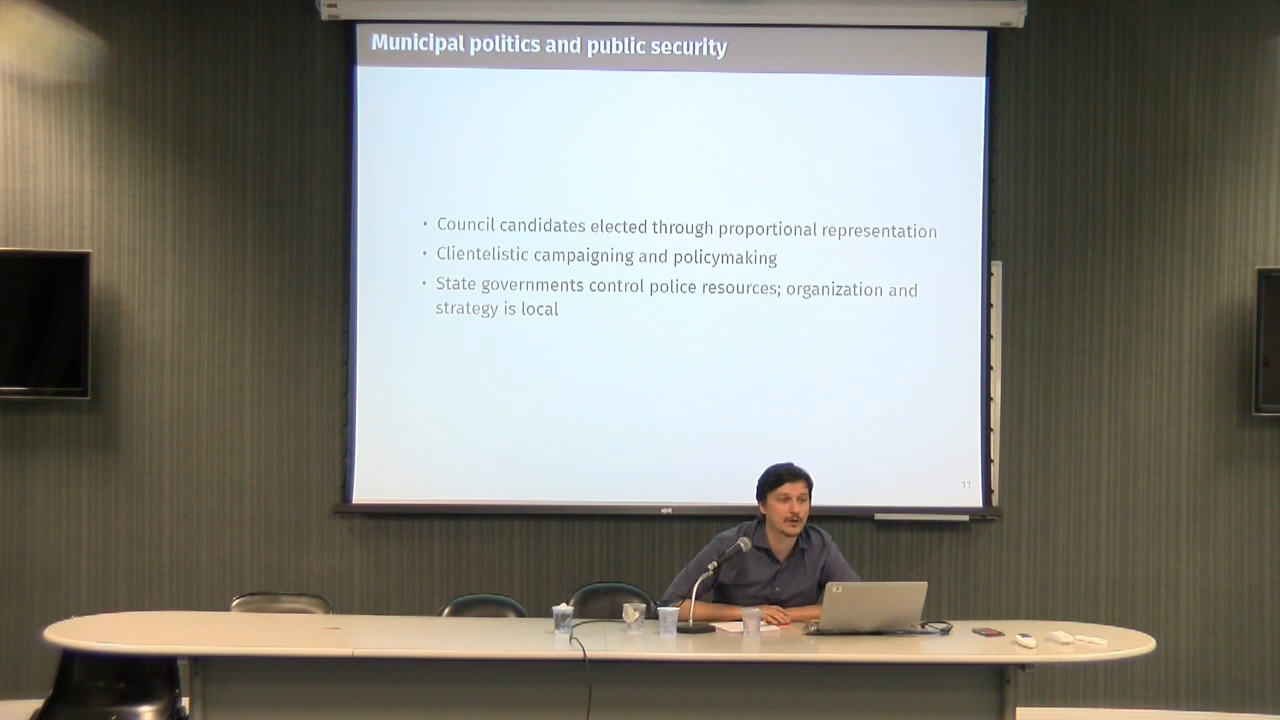 Municipal politics and public security
• Council candidates elected through proportional representation
• Clientelistic campaigning and policymaking
• State governments control police resources; organization and
strategy is local
11